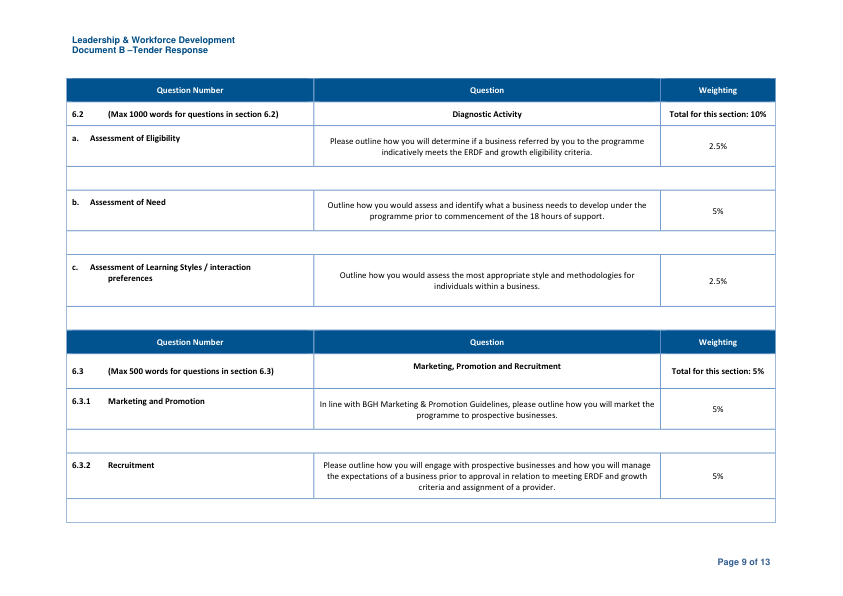 Leadership & Workforce Development
Document B –Tender Response
Question Number Question Weighting
6.2 (Max 1000 words for questions in section 6.2) Diagnostic Activity Total for this section: 10%
a. Assessment of Eligibility
Please outline how you will determine if a business referred by you to the programme
indicatively meets the ERDF and growth eligibility criteria.
2.5%
b. Assessment of Need
Outline how you would assess and identify what a business needs to develop under the
programme prior to commencement of the 18 hours of support.
5%
c. Assessment of Learning Styles / interaction
preferences
Outline how you would assess the most appropriate style and methodologies for
individuals within a business.
2.5%
Question Number Question Weighting
6.3 (Max 500 words for questions in section 6.3) Marketing, Promotion and Recruitment Total for this section: 5%
6.3.1 Marketing and Promotion
In line with BGH Marketing & Promotion Guidelines, please outline how you will market the
programme to prospective businesses.
5%
6.3.2 Recruitment
Please outline how you will engage with prospective businesses and how you will manage
the expectations of a business prior to approval in relation to meeting ERDF and growth
criteria and assignment of a provider.
5%
Page 9 of 13